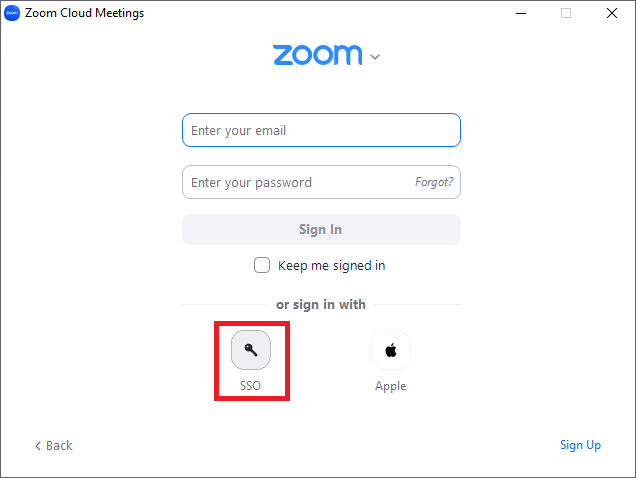 zoom
Zoom Cloud Meetings
zoom
Enter your email
Enter your password Forgot?
Sign In
Keep me signed in
or sign in with
SSO Apple
Back Sign Up